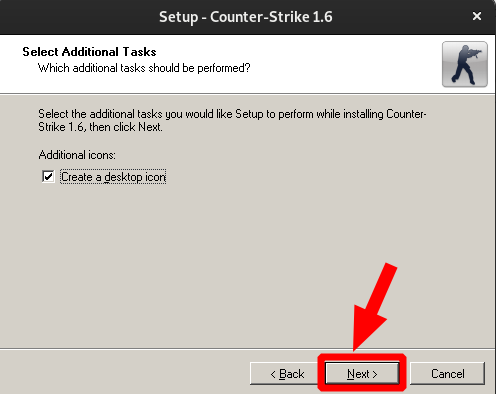 Setup - Counter-Strike 1.6
×
Select Additional Tasks
Which additional tasks should be performed?
Select the additional tasks you would like Setup to perform while installing Counter-
Strike 1.6, then click Next.
Additional icons:
Create a desktop icon
< Back
Next >
Cancel